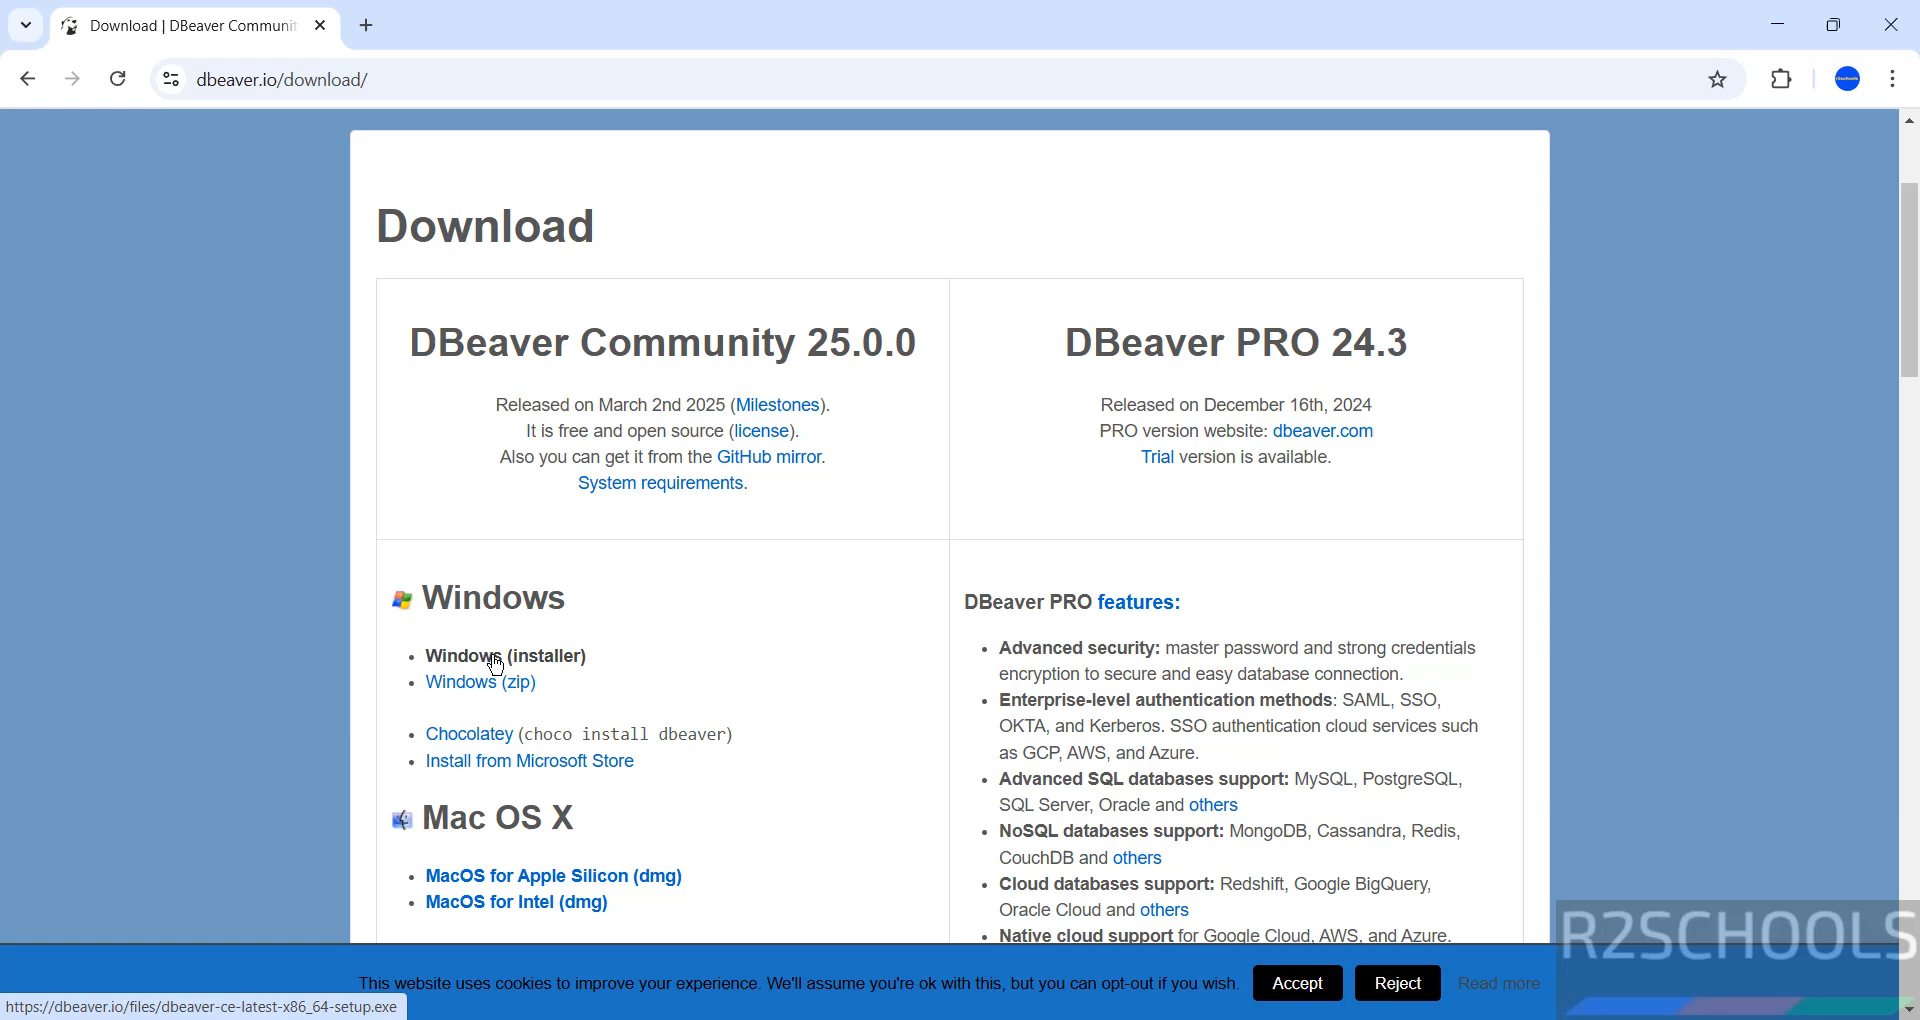 Download | DBeaver Communit
dbeaver.io/download/
Download
DBeaver Community 25.0.0
Released on March 2nd 2025 (Milestones).
It is free and open source (license).
Also you can get it from the GitHub mirror.
System requirements.
DBeaver PRO 24.3
Released on December 16th, 2024
PRO version website: dbeaver.com
Trial version is available.
Windows
Windows (installer)
Windows (zip)
Chocolatey (choco install dbeaver)
Install from Microsoft Store
Mac OS X
MacOS for Apple Silicon (dmg)
MacOS for Intel (dmg)
DBeaver PRO features:
Advanced security: master password and strong credentials
encryption to secure and easy database connection.
Enterprise-level authentication methods: SAML, SSO,
OKTA, and Kerberos. SSO authentication cloud services such
as GCP, AWS, and Azure.
Advanced SQL databases support: MySQL, PostgreSQL,
SQL Server, Oracle and others
NoSQL databases support: MongoDB, Cassandra, Redis,
CouchDB and others
Cloud databases support: Redshift, Google BigQuery,
Oracle Cloud and others
Native cloud support for Google Cloud, AWS, and Azure.
R2SCHOOLS
This website uses cookies to improve your experience. We'll assume you're ok with this, but you can opt-out if you wish.
Accept
Reject
Read more
https://dbeaver.io/files/dbeaver-ce-latest-x86_64-setup.exe